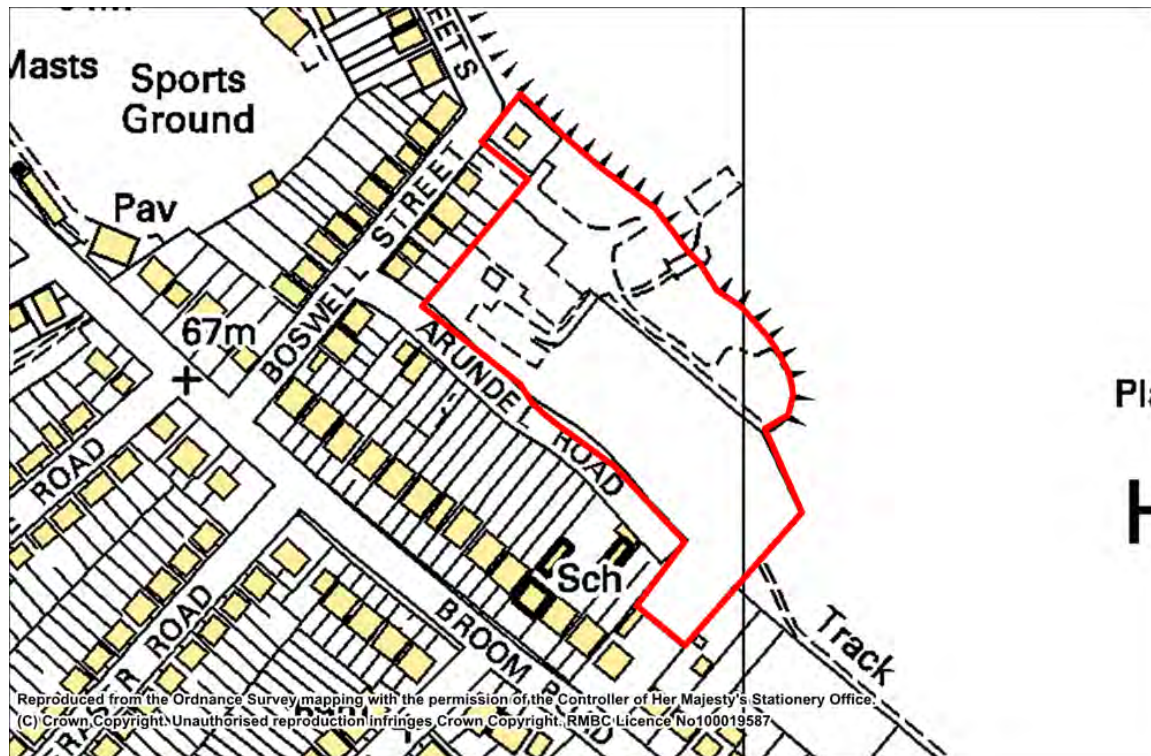 EETS
Masts
Sports
Ground
Pav
BOSWELL STREET
67m
ARUNDEL ROAD
ROAD
Sch
BROOM
ROAD
Track
Reproduced from the Ordnance Survey mapping with the permission of the Controller of Her Majesty's Stationery Office.
(C) Crown Copyright. Unauthorised reproduction infringes Crown Copyright. RMBC Licence No100019587
Pla
H